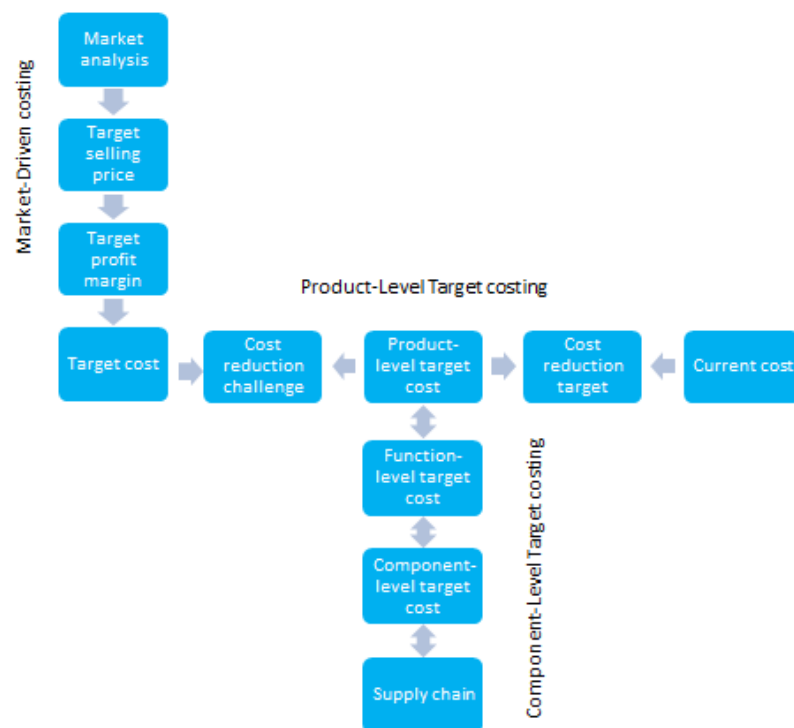 Market-Driven costing
Market
analysis
Target
selling
price
Target
profit
margin
Product-Level Target costing
Target cost
Cost
reduction
challenge
Product-
level target
cost
Cost
reduction
target
Current cost
Function-
level target
cost
Component-
level target
cost
Supply chain
Component-Level Target costing